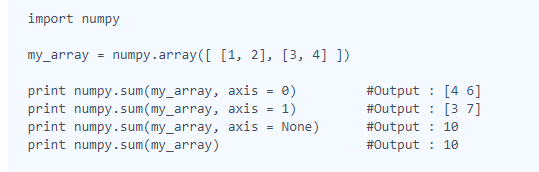 import numpy
my_array = numpy.array([ [1, 2], [3, 4] ])
print numpy.sum(my_array, axis = 0)         #Output : [4 6]
print numpy.sum(my_array, axis = 1)         #Output : [3 7]
print numpy.sum(my_array, axis = None)      #Output : 10
print numpy.sum(my_array)                   #Output : 10